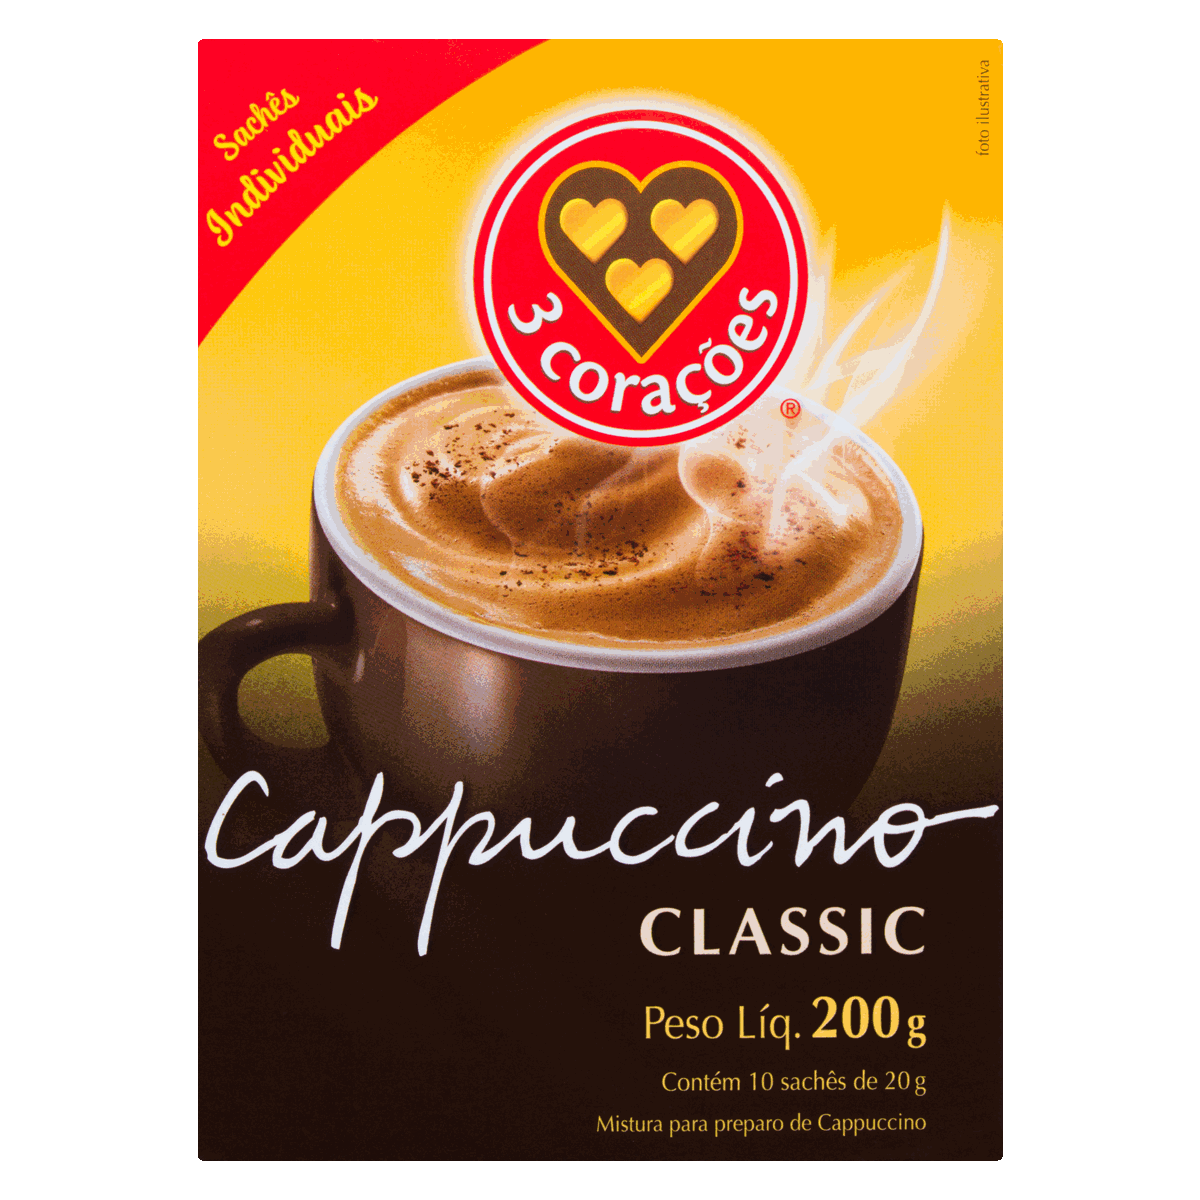 Sachês
Individuais
foto ilustrativa
3 corações
®
Cappuccino
CLASSIC
Peso Líq. 200 g
Contém 10 sachês de 20 g
Mistura para preparo de Cappuccino